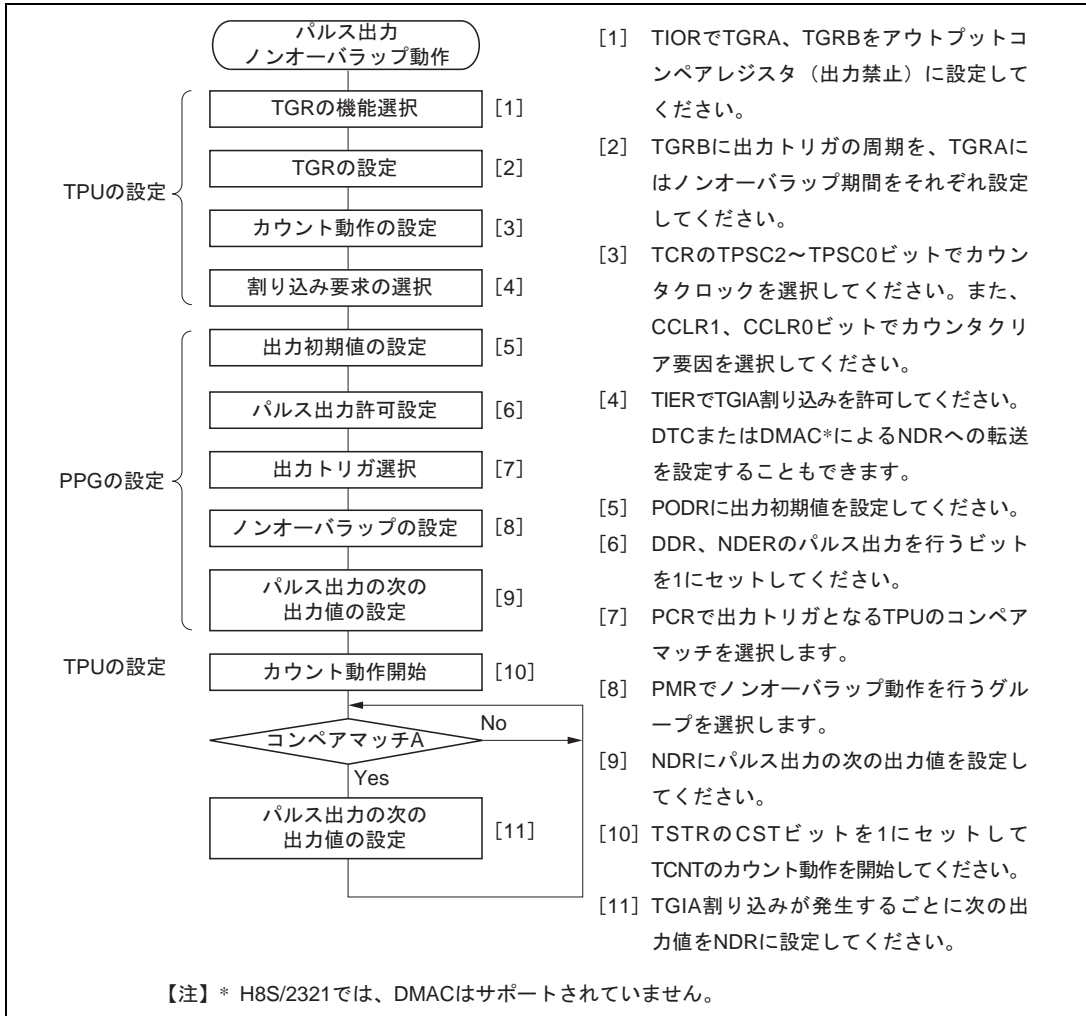 パルス出力
ノンオーバラップ動作
TPUの設定
TGRの機能選択 [1]
TGRの設定 [2]
カウント動作の設定 [3]
割り込み要求の選択 [4]
PPGの設定
出力初期値の設定 [5]
パルス出力許可設定 [6]
出力トリガ選択 [7]
ノンオーバラップの設定 [8]
パルス出力の次の
出力値の設定 [9]
TPUの設定
カウント動作開始 [10]
コンペアマッチA
No
Yes
パルス出力の次の
出力値の設定 [11]
[1] TIORでTGRA、TGRBをアウトプットコ
ンペアレジスタ（出力禁止）に設定して
ください。
[2] TGRBに出力トリガの周期を、TGRAに
はノンオーバラップ期間をそれぞれ設定
してください。
[3] TCRのTPSC2～TPSC0ビットでカウン
タクロックを選択してください。また、
CCLR1、CCLR0ビットでカウンタクリ
ア要因を選択してください。
[4] TIERでTGIA割り込みを許可してください。
DTCまたはDMAC*によるNDRへの転送
を設定することもできます。
[5] PODRに出力初期値を設定してください。
[6] DDR、NDERのパルス出力を行うビット
を1にセットしてください。
[7] PCRで出力トリガとなるTPUのコンペア
マッチを選択します。
[8] PMRでノンオーバラップ動作を行うグル
ープを選択します。
[9] NDRにパルス出力の次の出力値を設定し
てください。
[10] TSTRのCSTビットを1にセットして
TCNTのカウント動作を開始してください。
[11] TGIA割り込みが発生するごとに次の出
力値をNDRに設定してください。
【注】* H8S/2321では、DMACはサポートされていません。